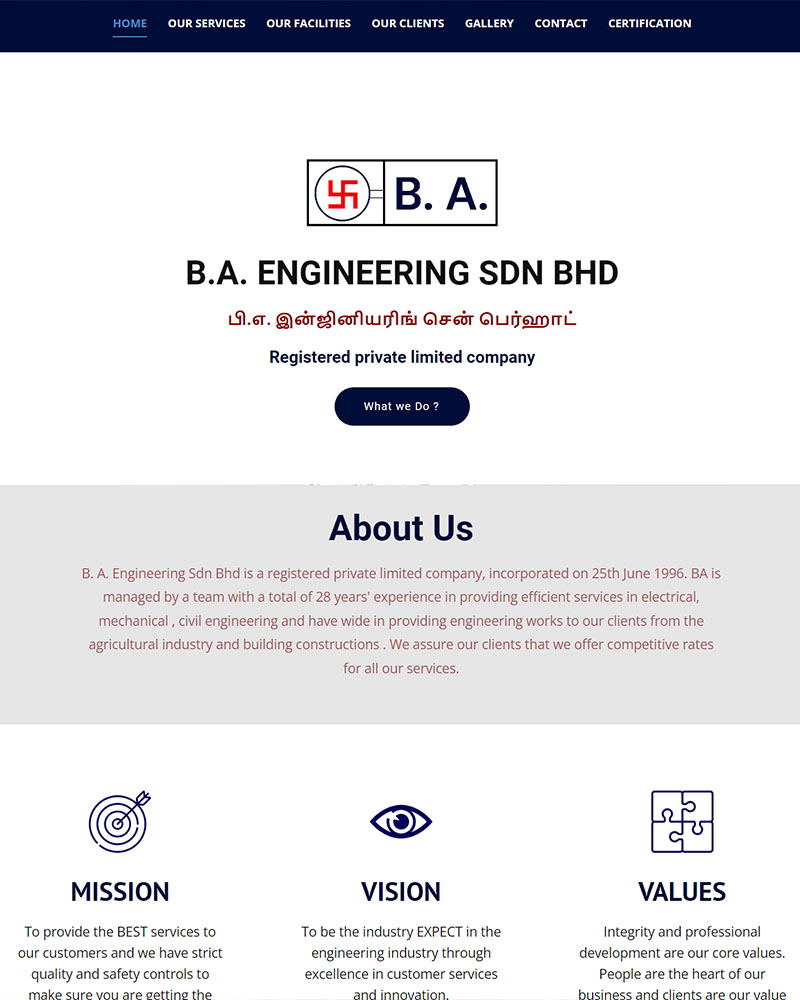 HOME OUR SERVICES OUR FACILITIES OUR CLIENTS GALLERY CONTACT CERTIFICATION
B. A.
B.A. ENGINEERING SDN BHD
பி.எ. இன்ஜினியரிங் சென் பெர்ஹாட்
Registered private limited company
What we Do ?
About Us
B. A. Engineering Sdn Bhd is a registered private limited company, incorporated on 25th June 1996. BA is
managed by a team with a total of 28 years' experience in providing efficient services in electrical,
mechanical , civil engineering and have wide in providing engineering works to our clients from the
agricultural industry and building constructions . We assure our clients that we offer competitive rates
for all our services.
MISSION
To provide the BEST services to
our customers and we have strict
quality and safety controls to
make sure you are getting the
VISION
To be the industry EXPECT in the
engineering industry through
excellence in customer services
and innovation.
VALUES
Integrity and professional
development are our core values.
People are the heart of our
business and clients are our value